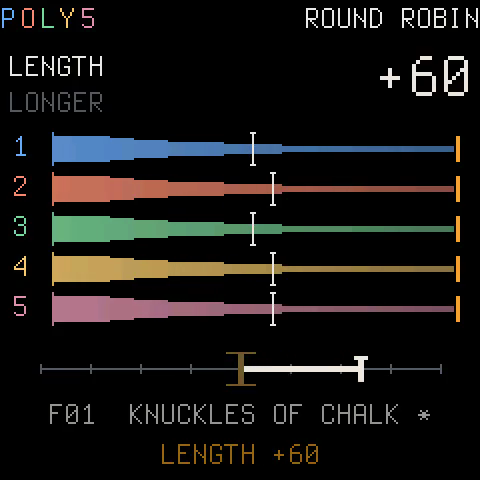 POLY5 ROUND ROBIN
LENGTH +60
LONGER
1
2
3
4
5
F01 KNUCKLES OF CHALK *
LENGTH +60